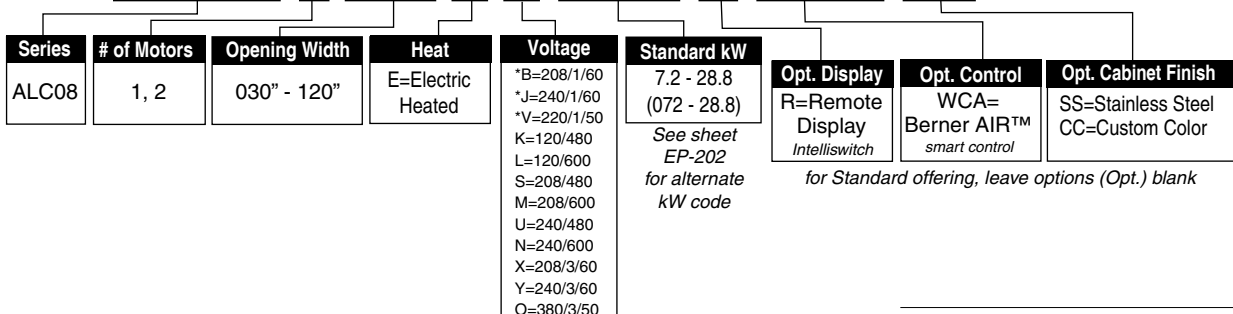 Series
ALC08
# of Motors
1, 2
Opening Width
030” - 120”
Heat
E=Electric
Heated
Voltage
*B=208/1/60
*J=240/1/60
*V=220/1/50
K=120/480
L=120/600
S=208/480
M=208/600
U=240/480
N=240/600
X=208/3/60
Y=240/3/60
O=380/3/50
Standard kW
7.2 - 28.8
(072 - 28.8)
See sheet
EP-202
for alternate
kW code
Opt. Display
R=Remote
Display
Intelliswitch
Opt. Control
WCA=
Berner AIR™
smart control
Opt. Cabinet Finish
SS=Stainless Steel
CC=Custom Color
for Standard offering, leave options (Opt.) blank